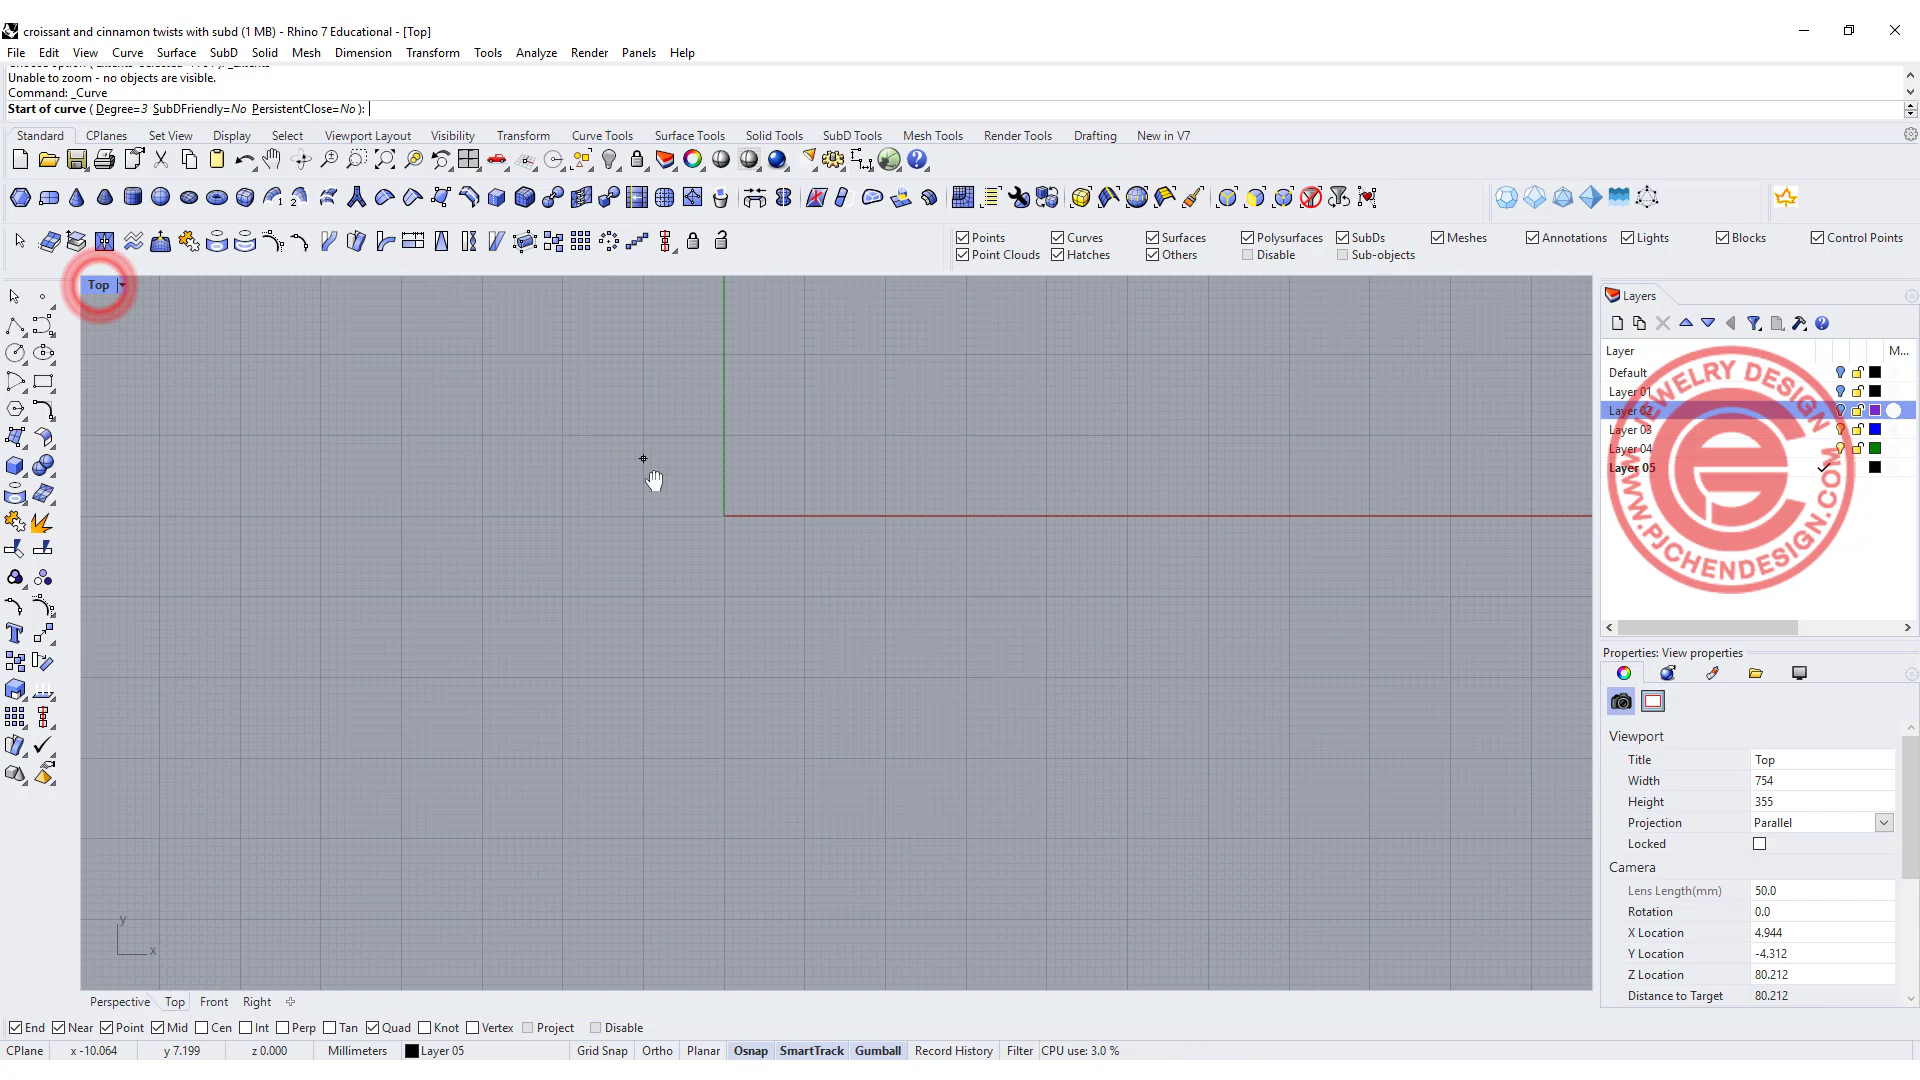 croissant and cinnamon twists with subd (1 MB) - Rhino 7 Educational - [Top]
File Edit View Curve Surface SubD Solid Mesh Dimension Transform Tools Analyze Render Panels Help
Unable to zoom - no objects are visible.
Command: _Curve
Start of curve ( Degree=3 SubDFriendly=No PersistentClose=No ):
Standard CPlanes Set View Display Select Viewport Layout Visibility Transform Curve Tools Surface Tools Solid Tools SubD Tools Mesh Tools Render Tools Drafting New in V7
Points Curves Surfaces Polysurfaces SubDs Meshes Annotations Lights Blocks Control Points
Point Clouds Hatches Others Disable Sub-objects
Top
Layers
Layer M...
Default
Layer 01
Layer 02
Layer 03
Layer 04
Layer 05
JEWELRY DESIGN
WWW.PJCHENDESIGN.COM
Properties: View properties
Viewport
Title Top
Width 754
Height 355
Projection Parallel
Locked
Camera
Lens Length(mm) 50.0
Rotation 0.0
X Location 4.944
Y Location -4.312
Z Location 80.212
Distance to Target 80.212
y
x
Perspective Top Front Right
End Near Point Mid Cen Int Perp Tan Quad Knot Vertex Project Disable
CPlane x -10.064 y 7.199 z 0.000 Millimeters Layer 05 Grid Snap Ortho Planar Osnap SmartTrack Gumball Record History Filter CPU use: 3.0 %